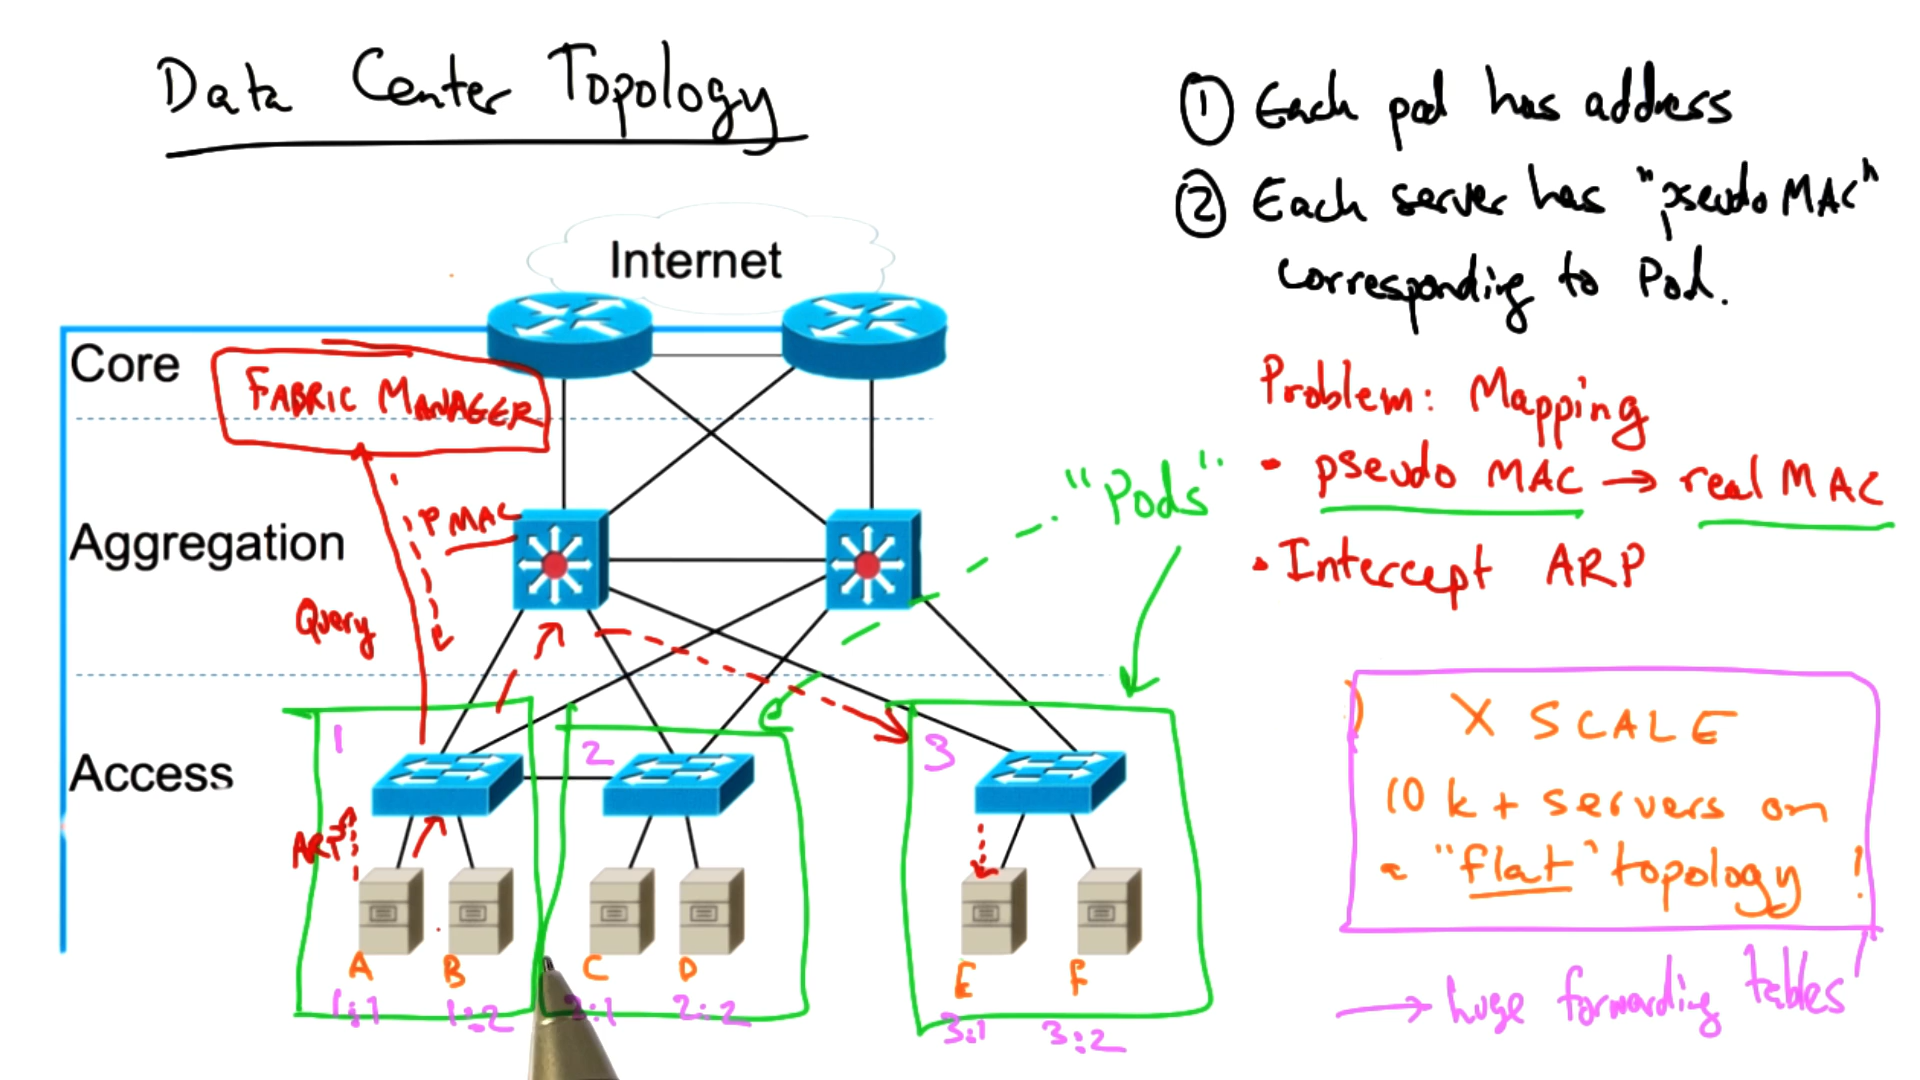 Data Center Topology
① Each pod has address
② Each server has "pseudo MAC"
corresponding to Pod.
Internet
Core
FABRIC MANAGER
Problem: Mapping
• pseudo MAC → real MAC
• Intercept ARP
"Pods"
PMAC
Aggregation
Query
Access
1
2
3
ARP
A
B
C
D
E
F
1:1
1:2
2:1
2:2
3:1
3:2
X SCALE
10 k + servers on
a "flat" topology !
→ huge forwarding tables